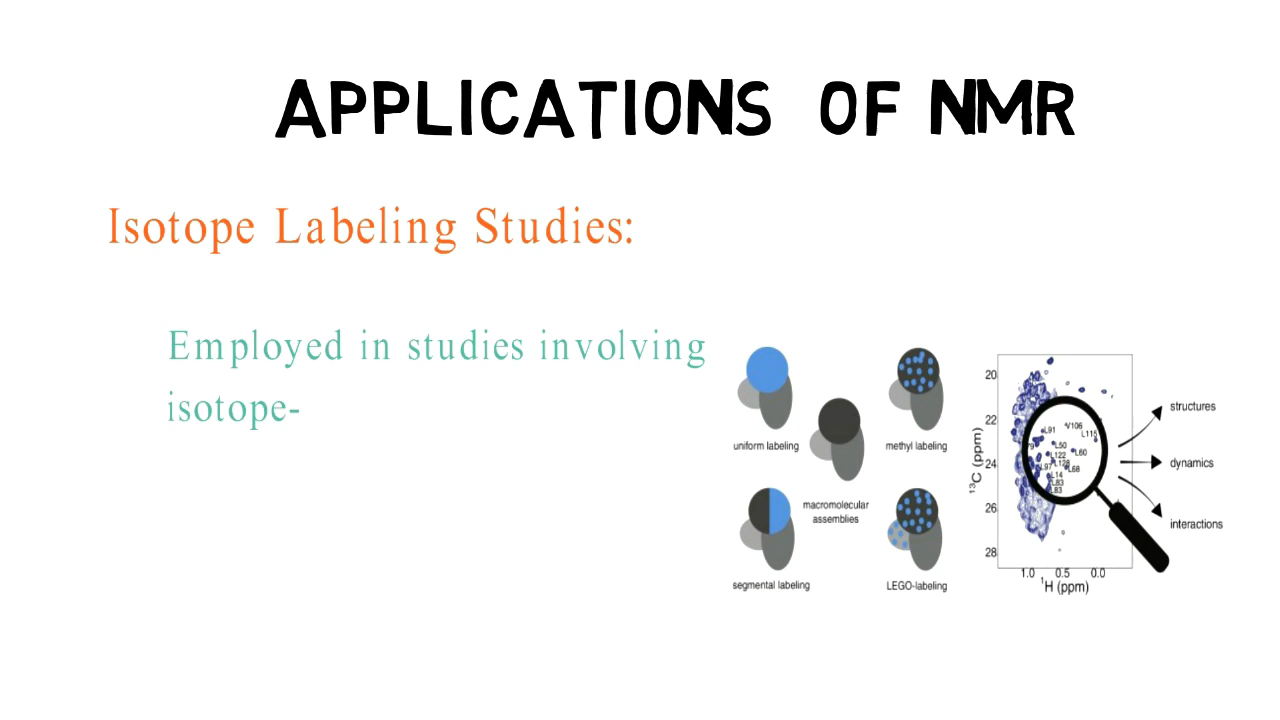 APPLICATIONS OF NMR
Isotope Labeling Studies:
Employed in studies involving
isotope-
uniform labeling
methyl labeling
macromolecular
assemblies
segmental labeling
LEGO-labeling
20
22
24
26
28
¹³C (ppm)
L91
V106
L115
L50
L60
L122
L97
L68
L14
L83
L83
1.0 0.5 0.0
¹H (ppm)
structures
dynamics
interactions